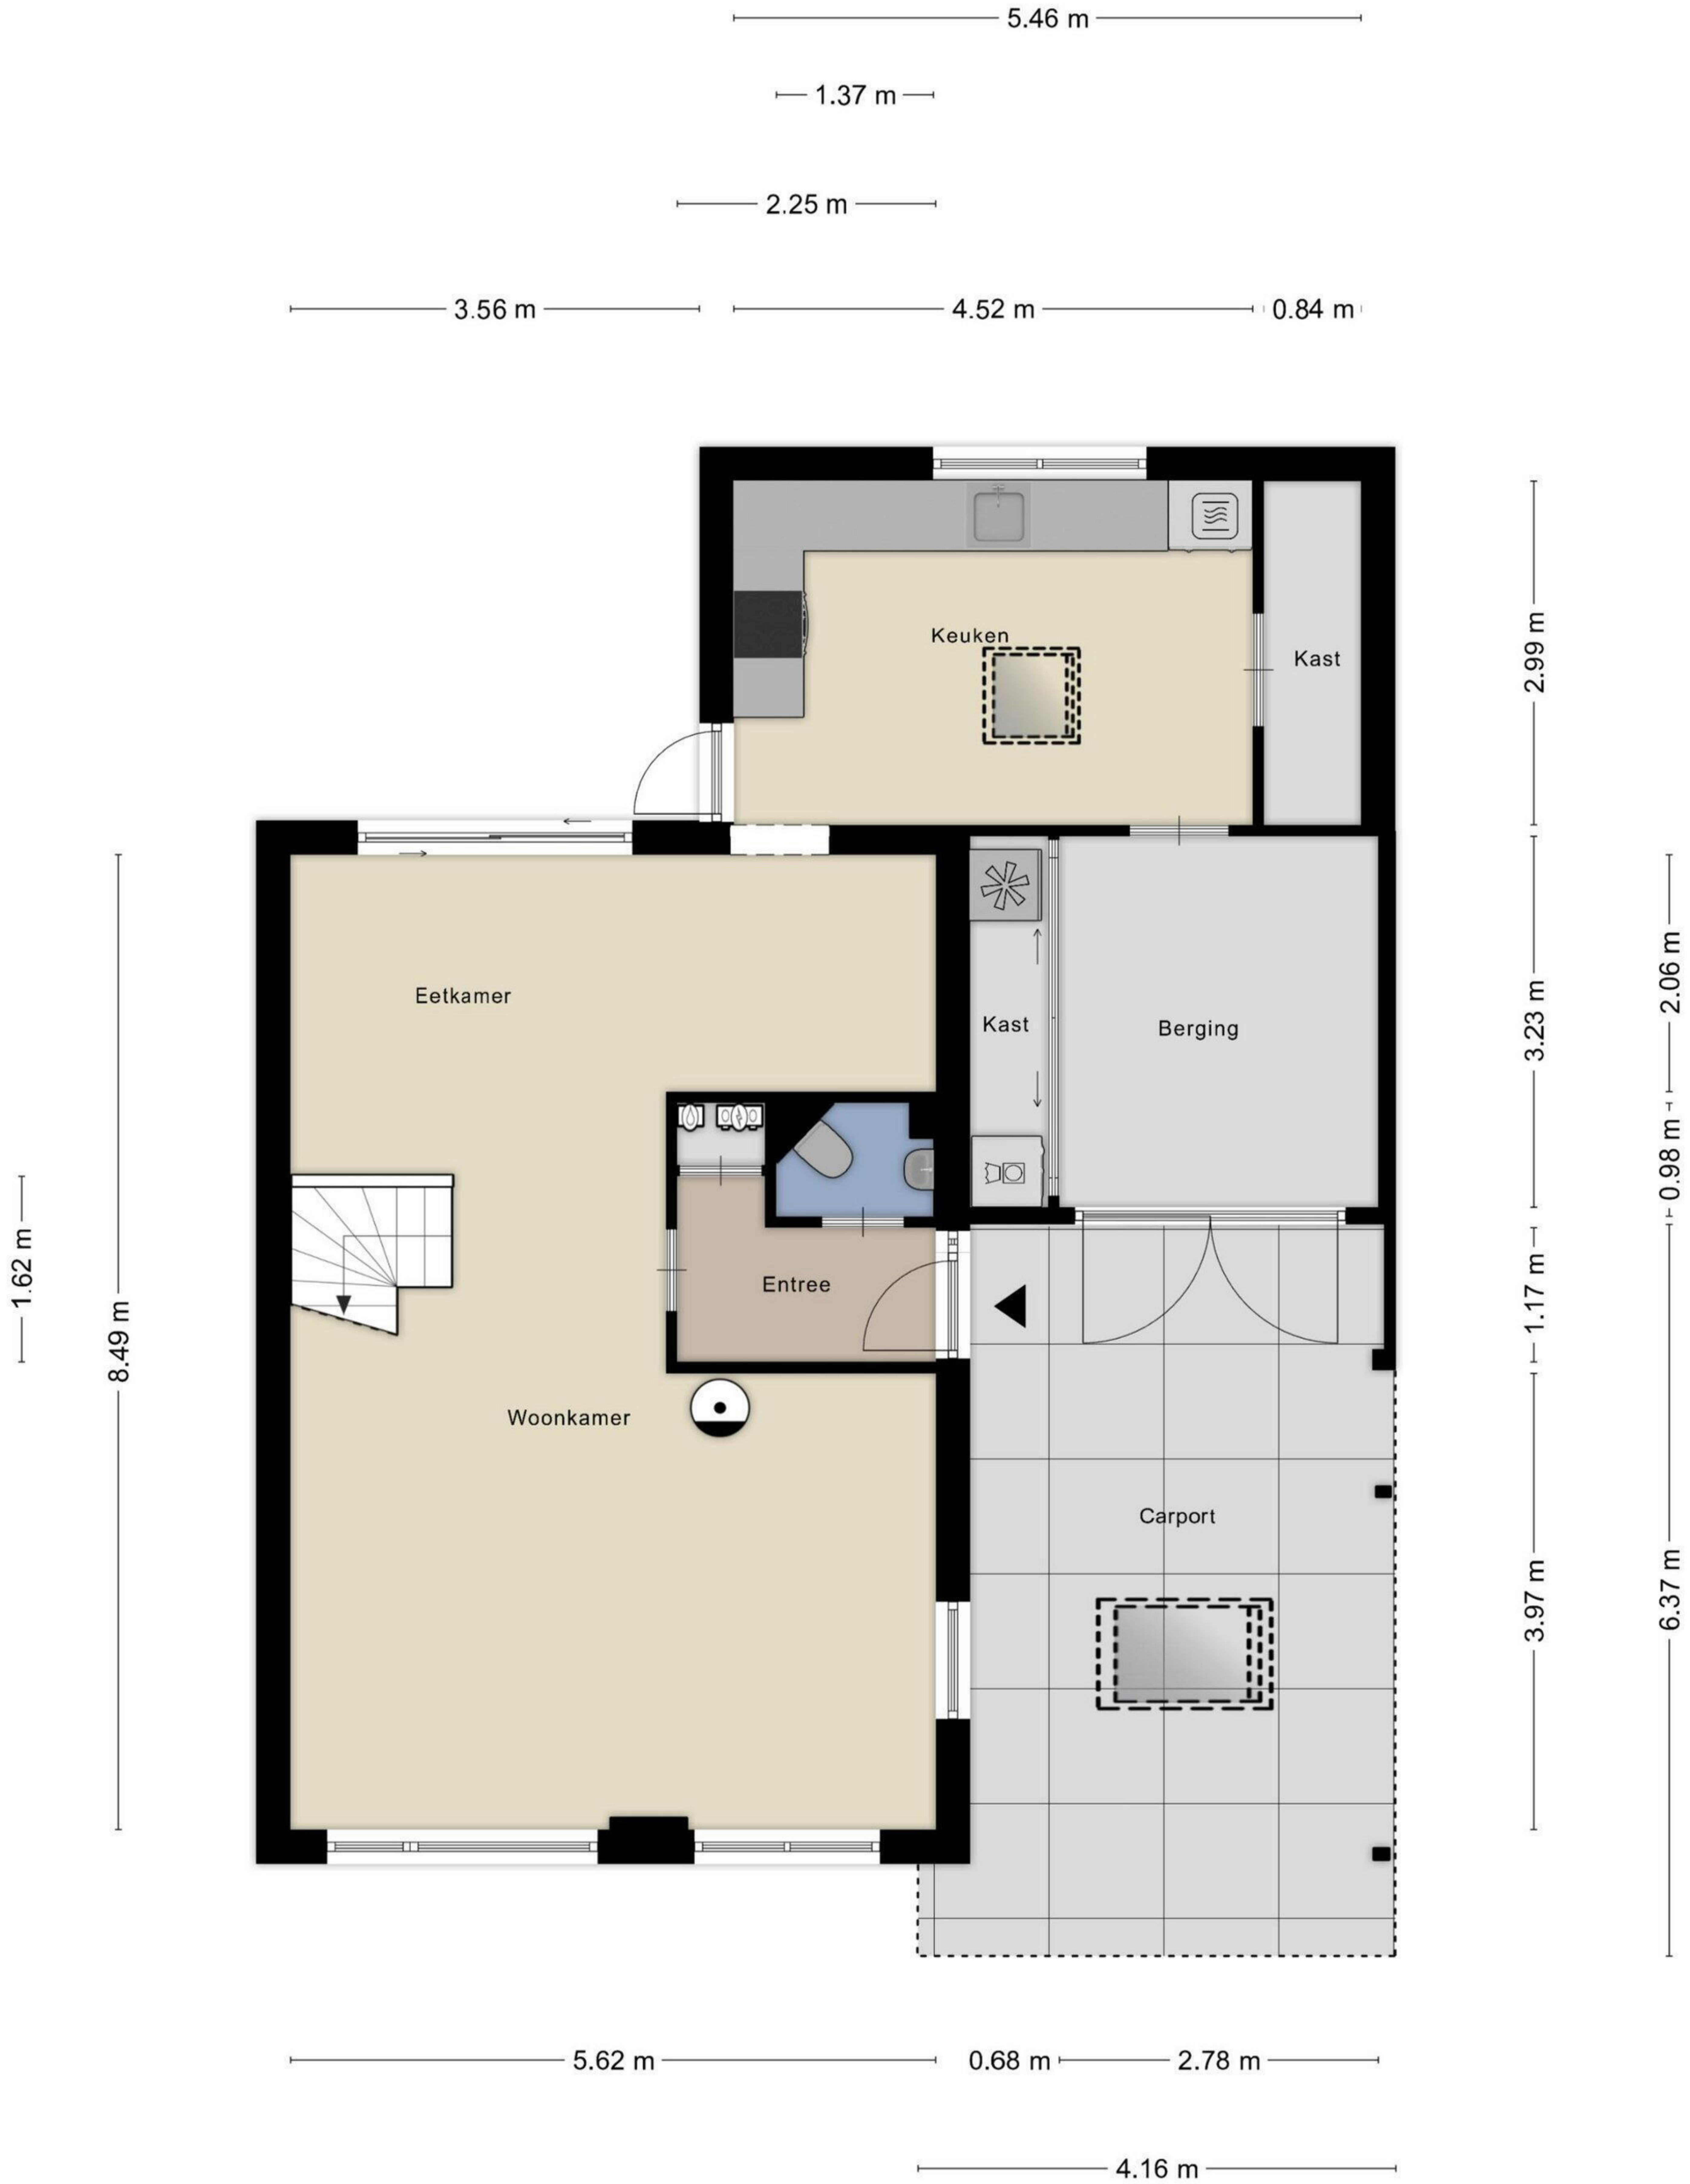 5.46 m
1.37 m
2.25 m
3.56 m
4.52 m
0.84 m
Keuken
Kast
2.99 m
Eetkamer
Kast
Berging
3.23 m
2.06 m
0.98 m
1.62 m
8.49 m
Entree
1.17 m
Woonkamer
Carport
3.97 m
6.37 m
5.62 m
0.68 m
2.78 m
4.16 m